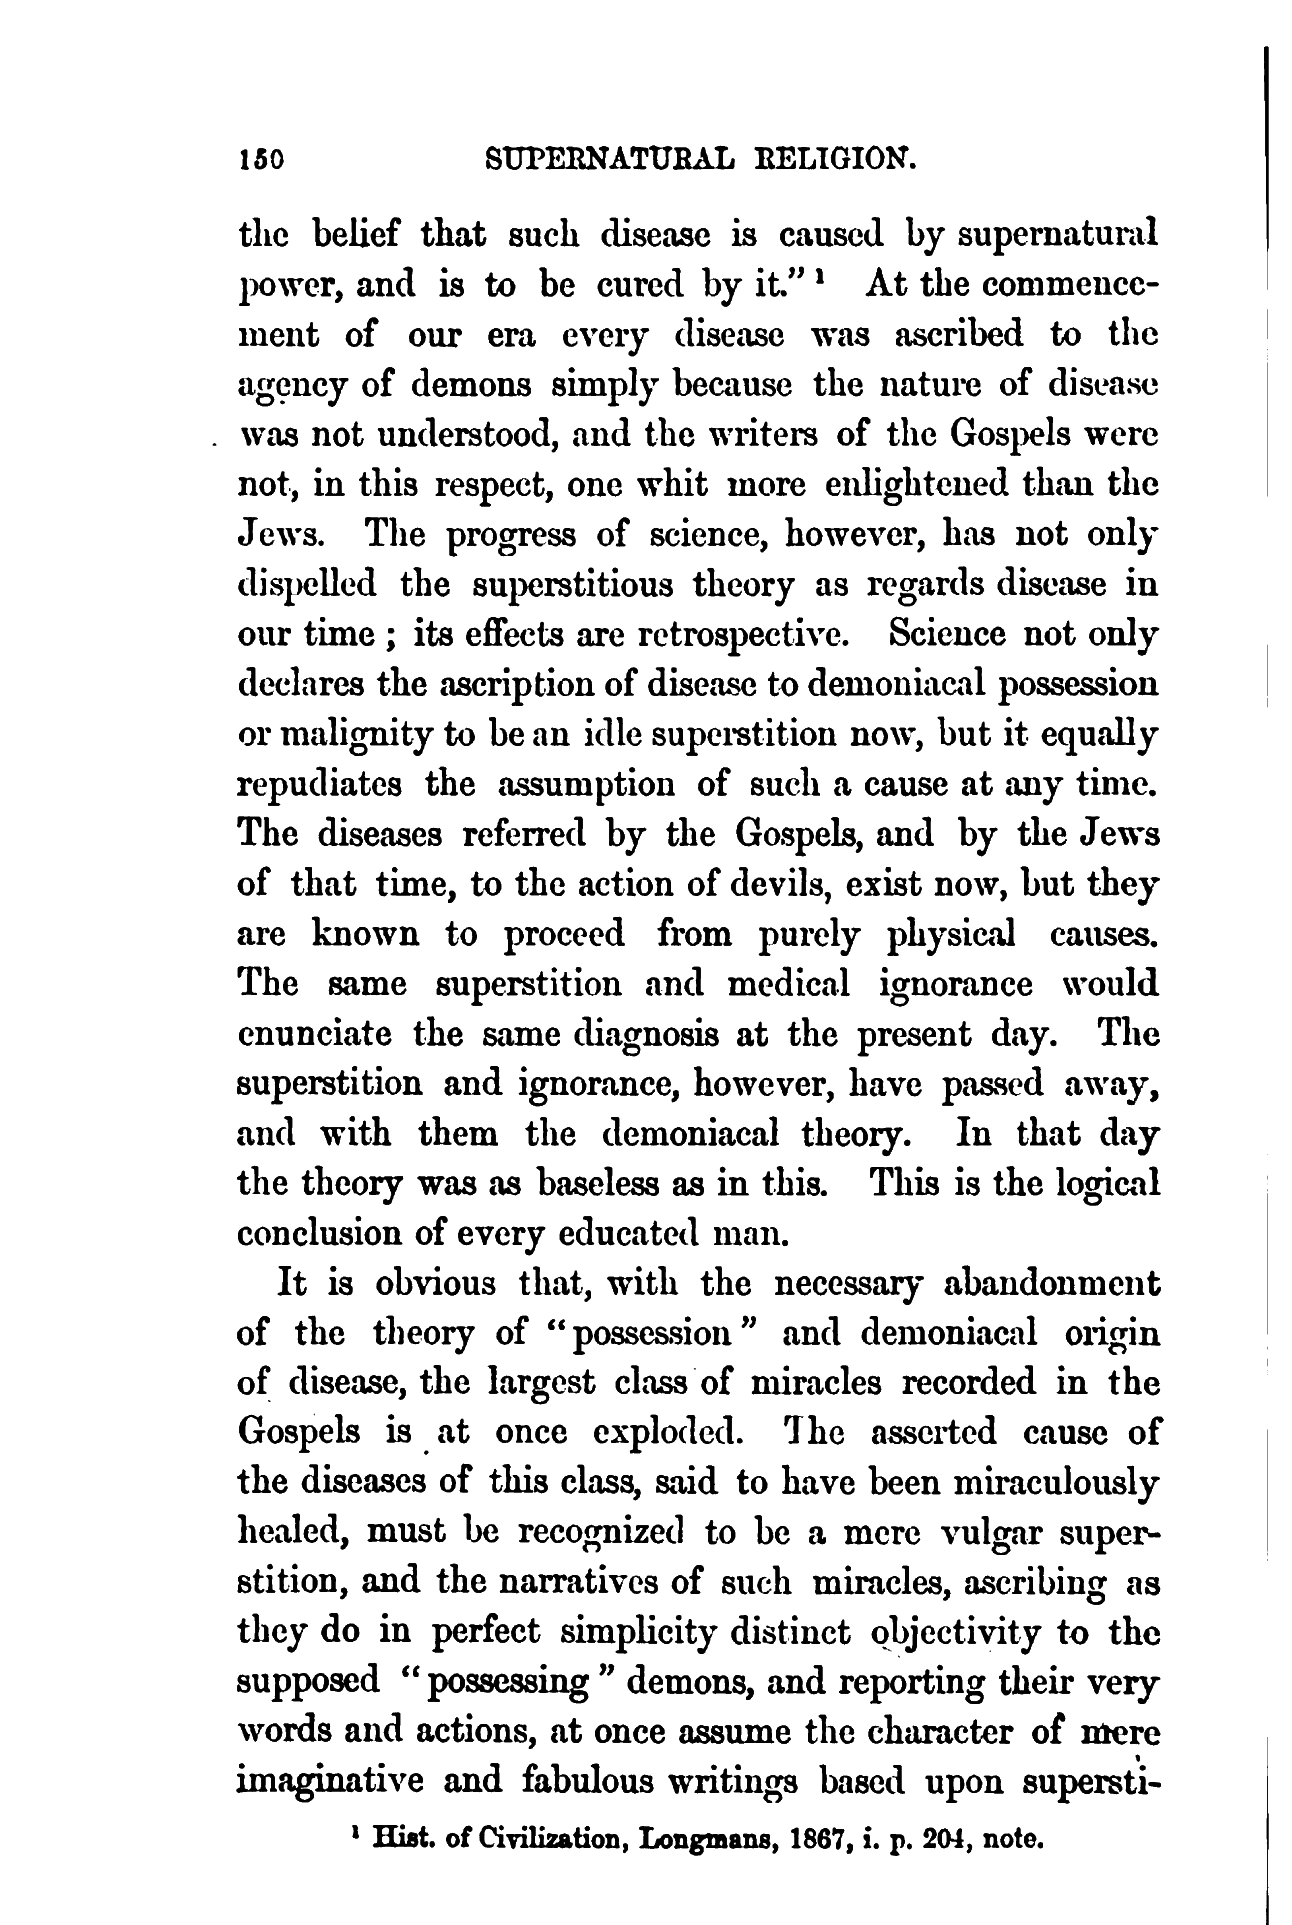 150 SUPERNATURAL RELIGION.
the belief that such disease is caused by supernatural
power, and is to be cured by it.” ¹ At the commence-
ment of our era every disease was ascribed to the
agency of demons simply because the nature of disease
was not understood, and the writers of the Gospels were
not, in this respect, one whit more enlightened than the
Jews. The progress of science, however, has not only
dispelled the superstitious theory as regards disease in
our time ; its effects are retrospective. Science not only
declares the ascription of disease to demoniacal possession
or malignity to be an idle superstition now, but it equally
repudiates the assumption of such a cause at any time.
The diseases referred by the Gospels, and by the Jews
of that time, to the action of devils, exist now, but they
are known to proceed from purely physical causes.
The same superstition and medical ignorance would
enunciate the same diagnosis at the present day. The
superstition and ignorance, however, have passed away,
and with them the demoniacal theory. In that day
the theory was as baseless as in this. This is the logical
conclusion of every educated man.
It is obvious that, with the necessary abandonment
of the theory of “possession” and demoniacal origin
of disease, the largest class of miracles recorded in the
Gospels is at once exploded. The asserted cause of
the diseases of this class, said to have been miraculously
healed, must be recognized to be a mere vulgar super-
stition, and the narratives of such miracles, ascribing as
they do in perfect simplicity distinct objectivity to the
supposed “possessing” demons, and reporting their very
words and actions, at once assume the character of mere
imaginative and fabulous writings based upon supersti-
¹ Hist. of Civilization, Longmans, 1867, i. p. 204, note.